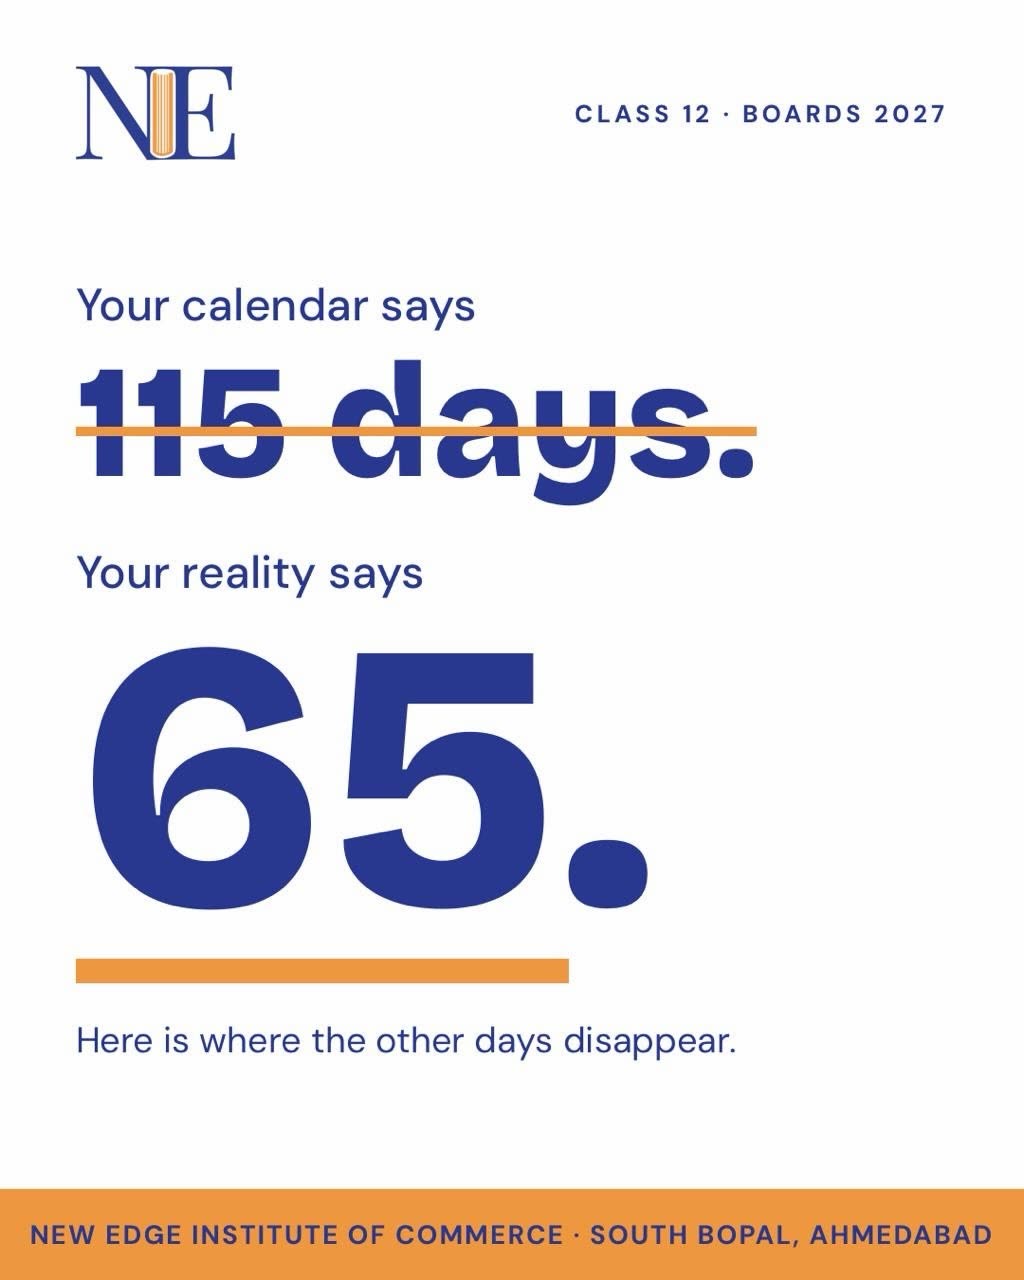 NE
CLASS 12 · BOARDS 2027
Your calendar says
115 days.
Your reality says
65.
Here is where the other days disappear.
NEW EDGE INSTITUTE OF COMMERCE · SOUTH BOPAL, AHMEDABAD